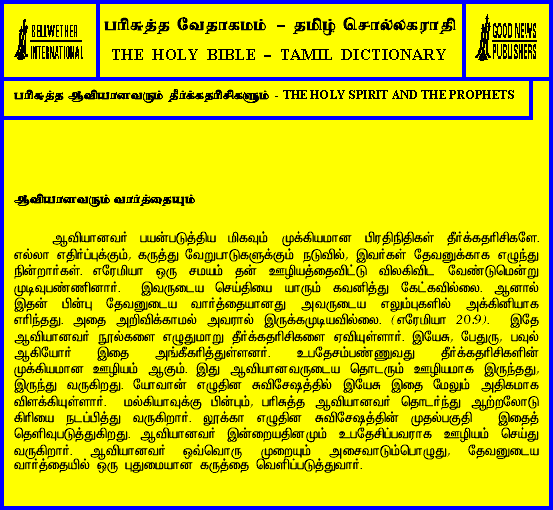 BELLWETHER
INTERNATIONAL
பரிசுத்த வேதாகமம் – தமிழ் சொல்லகராதி
THE HOLY BIBLE – TAMIL DICTIONARY
GOOD NEWS
PUBLISHERS
பரிசுத்த ஆவியானவரும் தீர்க்கதரிசிகளும் - THE HOLY SPIRIT AND THE PROPHETS
ஆவியானவரும் வார்த்தையும்
ஆவியானவர் பயன்படுத்திய மிகவும் முக்கியமான பிரதிநிதிகள் தீர்க்கதரிசிகளே.
எல்லா எதிர்ப்புக்கும், கருத்து வேறுபாடுகளுக்கும் நடுவில், இவர்கள் தேவனுக்காக எழுந்து
நின்றார்கள். எரேமியா ஒரு சமயம் தன் ஊழியத்தைவிட்டு விலகிவிட வேண்டுமென்று
முடிவுபண்ணினார். இவருடைய செய்தியை யாரும் கவனித்து கேட்கவில்லை. ஆனால்
இதன் பின்பு தேவனுடைய வார்த்தையானது அவருடைய எலும்புகளில் அக்கினியாக
எரிந்தது. அதை அறிவிக்காமல் அவரால் இருக்கமுடியவில்லை. (எரேமியா 20:9). இதே
ஆவியானவர் நூல்களை எழுதுமாறு தீர்க்கதரிசிகளை ஏவியுள்ளார். இயேசு, பேதுரு, பவுல்
ஆகியோர் இதை அங்கீகரித்துள்ளனர். உபதேசம்பண்ணுவது தீர்க்கதரிசிகளின்
முக்கியமான ஊழியம் ஆகும். இது ஆவியானவருடைய தொடரும் ஊழியமாக இருந்தது,
இருந்து வருகிறது. யோவான் எழுதின சுவிசேஷத்தில் இயேசு இதை மேலும் அதிகமாக
விளக்கியுள்ளார். மல்கியாவுக்கு பின்பும், பரிசுத்த ஆவியானவர் தொடர்ந்து ஆற்றலோடு
கிரியை நடப்பித்து வருகிறார். லூக்கா எழுதின சுவிசேஷத்தின் முதல்பகுதி இதைத்
தெளிவுபடுத்துகிறது. ஆவியானவர் இன்றையதினமும் உபதேசிப்பவராக ஊழியம் செய்து
வருகிறார். ஆவியானவர் ஒவ்வொரு முறையும் அசைவாடும்பொழுது, தேவனுடைய
வார்த்தையில் ஒரு புதுமையான கருத்தை வெளிப்படுத்துவார்.